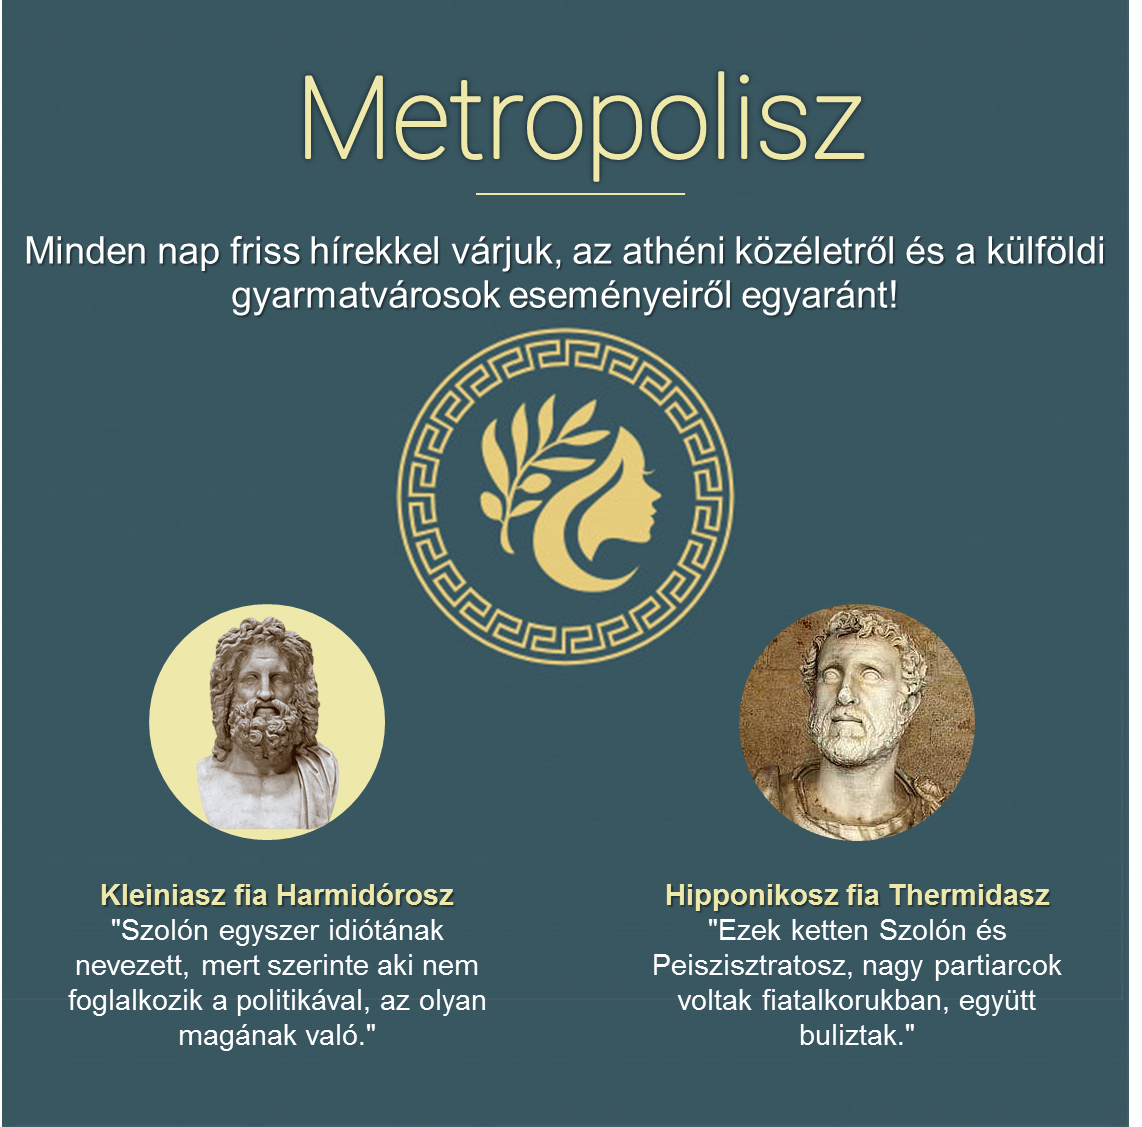 Metropolisz
Minden nap friss hírekkel várjuk, az athéni közéletről és a külföldi
gyarmatvárosok eseményeiről egyaránt!
Kleiniasz fia Harmidórosz
"Szolón egyszer idiótának
nevezett, mert szerinte aki nem
foglalkozik a politikával, az olyan
magának való."
Hipponikosz fia Thermidasz
"Ezek ketten Szolón és
Peiszisztratosz, nagy partiarcok
voltak fiatalkorukban, együtt
buliztak."